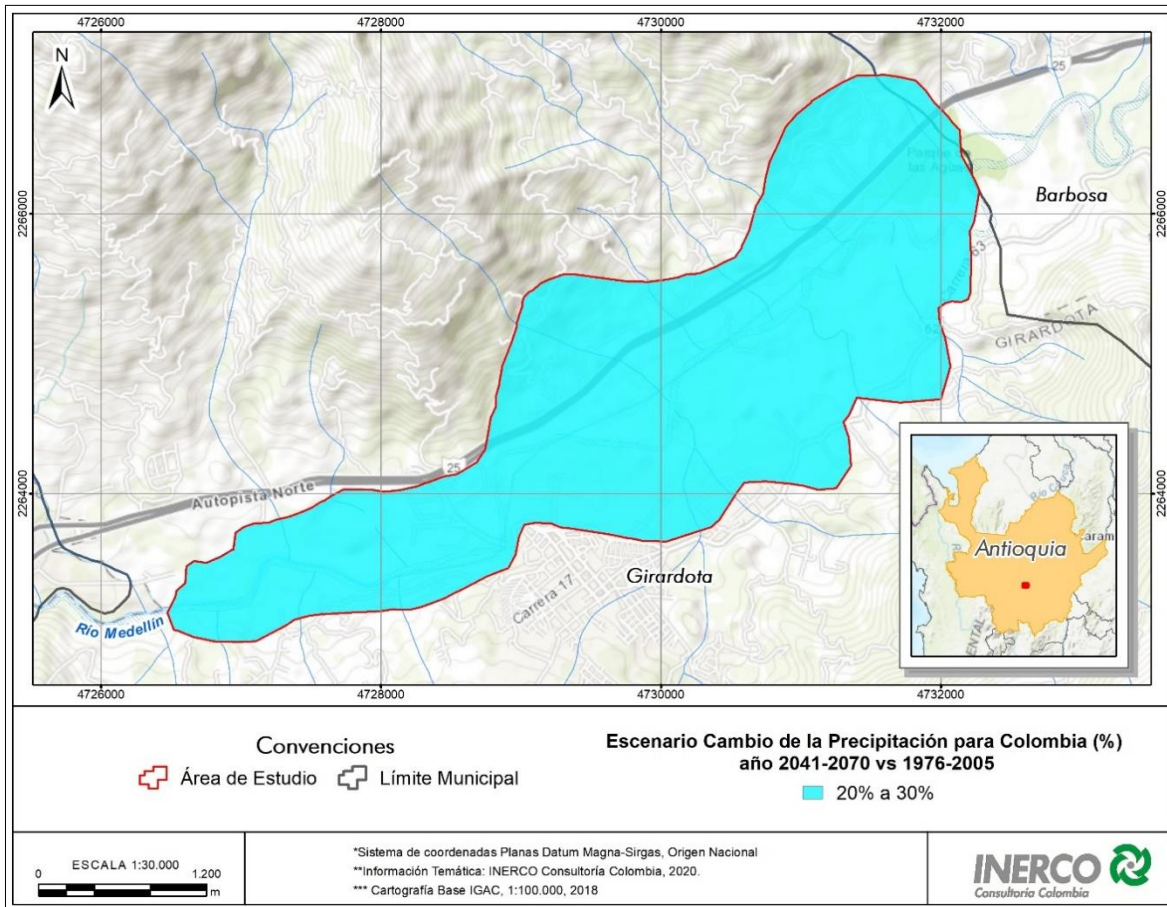 4726000
4728000
4730000
4732000
N
25
Parque de
las Aguas
Barbosa
2266000
2266000
Carrera 63
GIRARDOTA
25
Autopista Norte
2264000
2264000
Antioquia
Girardota
Carrera 17
Río Medellín
4726000
4728000
4730000
4732000
Convenciones
Área de Estudio
Límite Municipal
Escenario Cambio de la Precipitación para Colombia (%)
año 2041-2070 vs 1976-2005
20% a 30%
ESCALA 1:30.000
0
1.200
m
*Sistema de coordenadas Planas Datum Magna-Sirgas, Origen Nacional
**Información Temática: INERCO Consultoría Colombia, 2020.
*** Cartografía Base IGAC, 1:100.000, 2018
INERCO
Consultoría Colombia